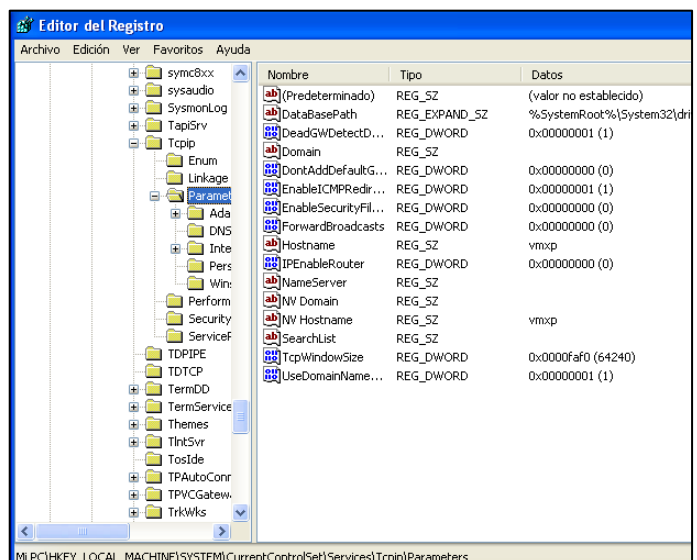 Editor del Registro
Archivo Edición Ver Favoritos Ayuda
symc8xx
sysaudio
SysmonLog
TapiSrv
Tcpip
Enum
Linkage
Paramet
Ada
DNS
Inte
Pers
Wins
Perform
Security
ServiceP
TDPIPE
TDTCP
TermDD
TermService
Themes
TlntSvr
TosIde
TPAutoConr
TPVCGatew
TrkWks
Nombre Tipo Datos
(Predeterminado) REG_SZ (valor no establecido)
DataBasePath REG_EXPAND_SZ %SystemRoot%\System32\dri
DeadGWDetectD... REG_DWORD 0x00000001 (1)
Domain REG_SZ
DontAddDefaultG... REG_DWORD 0x00000000 (0)
EnableICMPRedir... REG_DWORD 0x00000001 (1)
EnableSecurityFil... REG_DWORD 0x00000000 (0)
ForwardBroadcasts REG_DWORD 0x00000000 (0)
Hostname REG_SZ vmxp
IPEnableRouter REG_DWORD 0x00000000 (0)
NameServer REG_SZ
NV Domain REG_SZ
NV Hostname REG_SZ vmxp
SearchList REG_SZ
TcpWindowSize REG_DWORD 0x0000faf0 (64240)
UseDomainName... REG_DWORD 0x00000001 (1)
Mi PC\HKEY_LOCAL_MACHINE\SYSTEM\CurrentControlSet\Services\Tcpip\Parameters